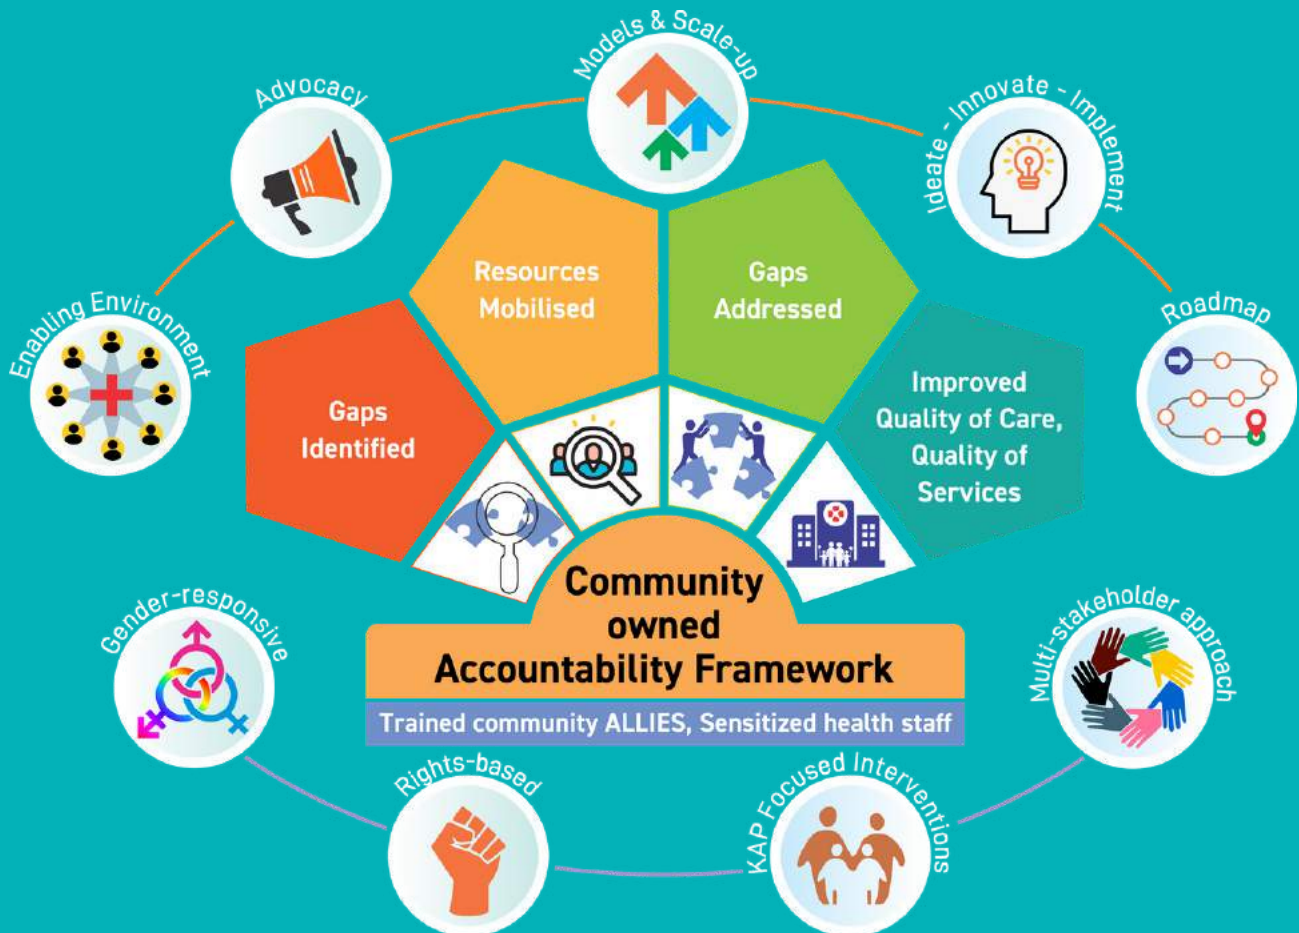 Models & Scale-up
Advocacy
Ideate - Innovate - Implement
Enabling Environment
Roadmap
Resources
Mobilised
Gaps
Addressed
Gaps
Identified
Improved
Quality of Care,
Quality of
Services
Community
owned
Accountability Framework
Trained community ALLIES, Sensitized health staff
Gender-responsive
Multi-stakeholder approach
Rights-based
KAP Focused Interventions